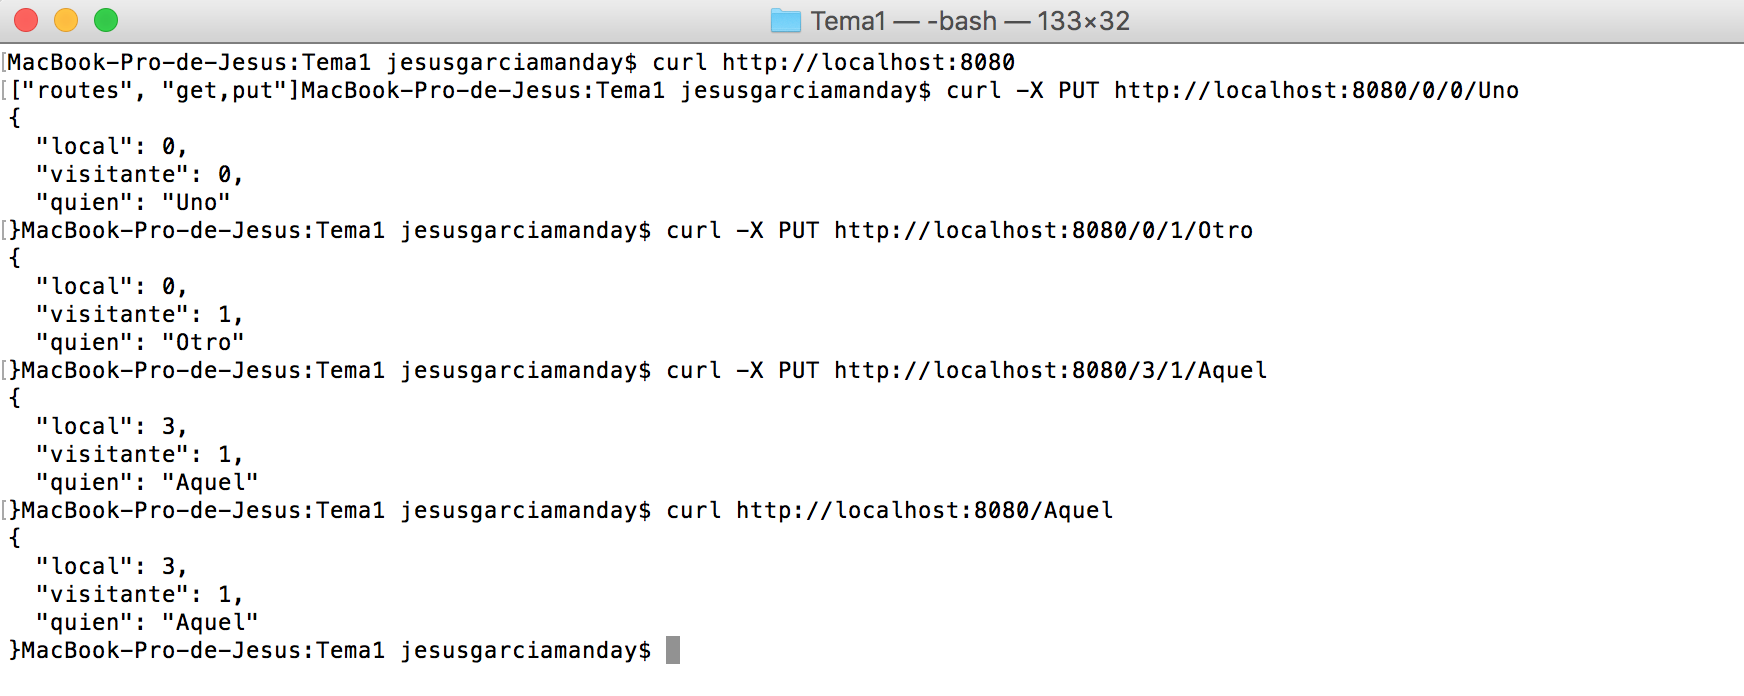 Tema1 — -bash — 133×32
[MacBook-Pro-de-Jesus:Tema1 jesusgarciamanday$ curl http://localhost:8080
[["routes", "get,put"]MacBook-Pro-de-Jesus:Tema1 jesusgarciamanday$ curl -X PUT http://localhost:8080/0/0/Uno
{
  "local": 0,
  "visitante": 0,
  "quien": "Uno"
[}MacBook-Pro-de-Jesus:Tema1 jesusgarciamanday$ curl -X PUT http://localhost:8080/0/1/Otro
{
  "local": 0,
  "visitante": 1,
  "quien": "Otro"
[}MacBook-Pro-de-Jesus:Tema1 jesusgarciamanday$ curl -X PUT http://localhost:8080/3/1/Aquel
{
  "local": 3,
  "visitante": 1,
  "quien": "Aquel"
[}MacBook-Pro-de-Jesus:Tema1 jesusgarciamanday$ curl http://localhost:8080/Aquel
{
  "local": 3,
  "visitante": 1,
  "quien": "Aquel"
}MacBook-Pro-de-Jesus:Tema1 jesusgarciamanday$